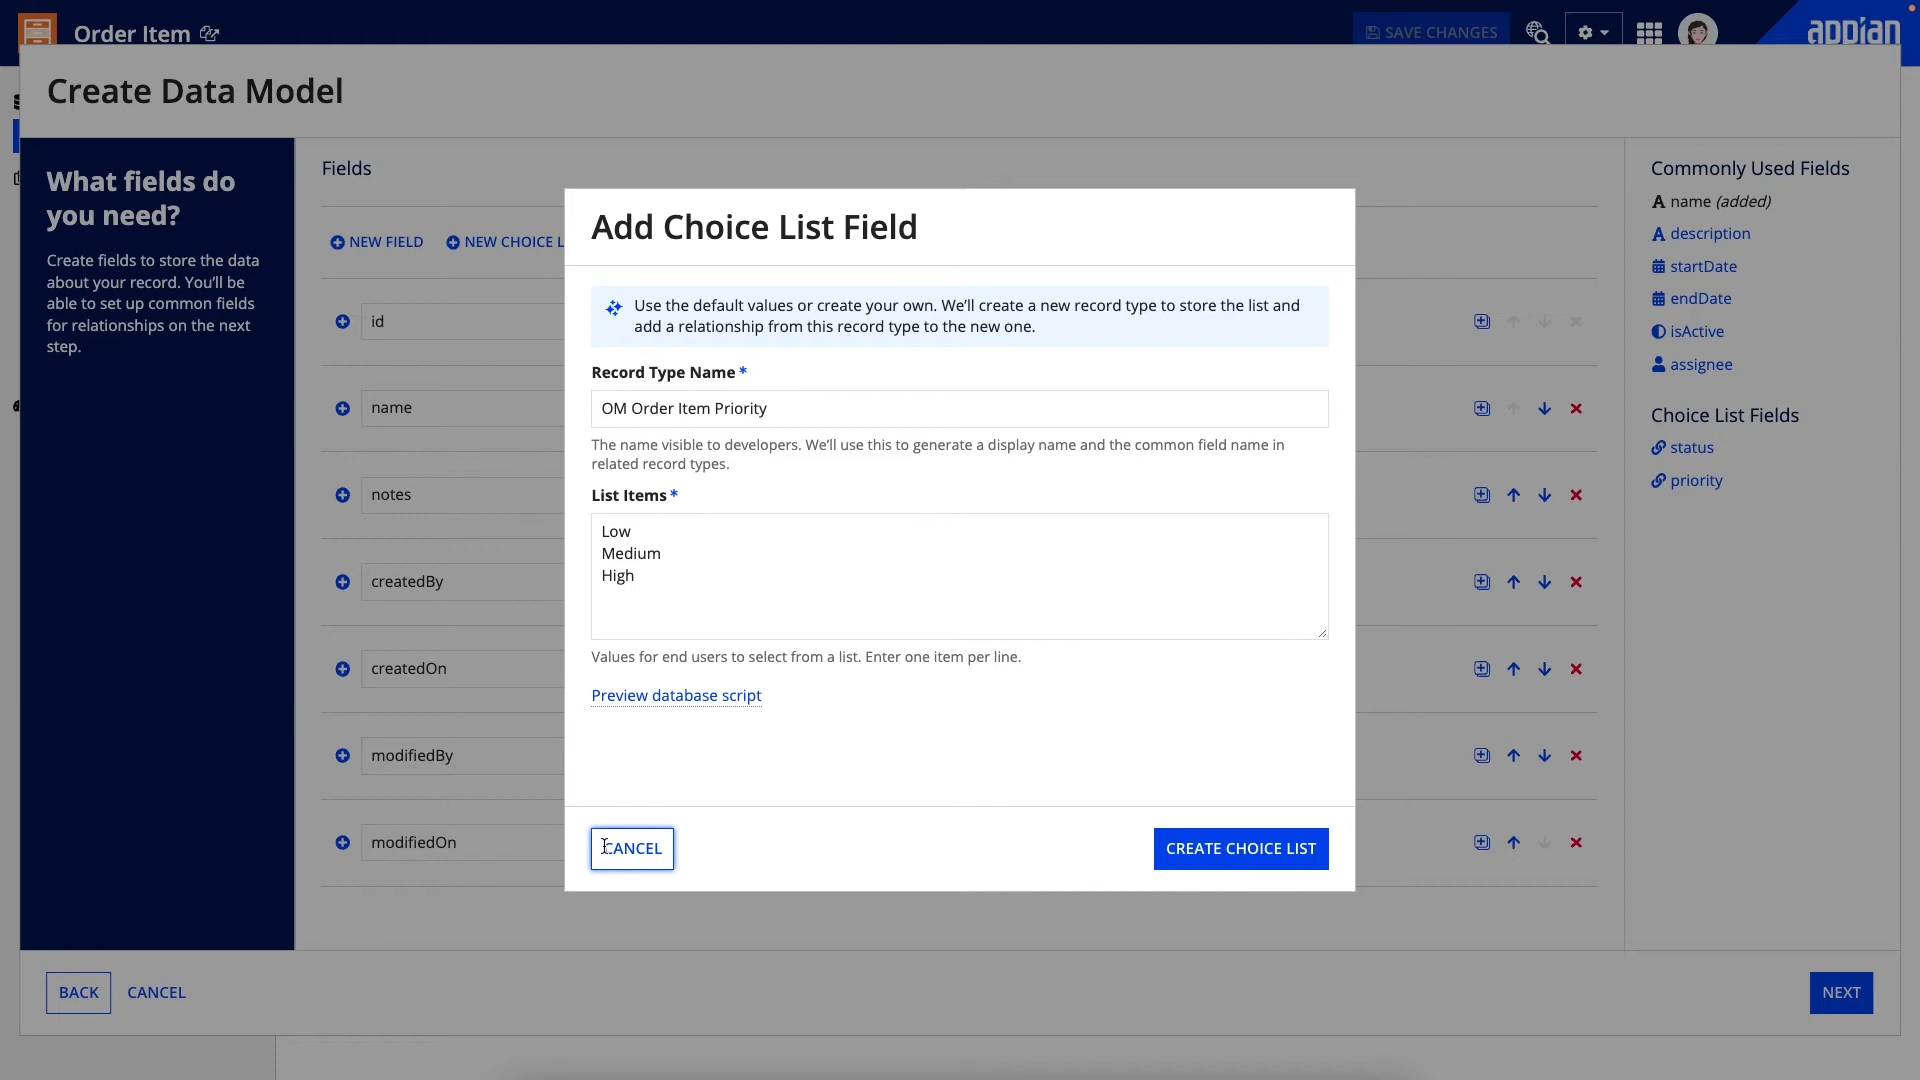 Order Item
SAVE CHANGES
appian
Create Data Model
What fields do
you need?
Create fields to store the data
about your record. You'll be
able to set up common fields
for relationships on the next
step.
Fields
NEW FIELD
NEW CHOICE L
id
name
notes
createdBy
createdOn
modifiedBy
modifiedOn
Add Choice List Field
Use the default values or create your own. We'll create a new record type to store the list and
add a relationship from this record type to the new one.
Record Type Name *
OM Order Item Priority
The name visible to developers. We'll use this to generate a display name and the common field name in
related record types.
List Items *
Low
Medium
High
Values for end users to select from a list. Enter one item per line.
Preview database script
CANCEL
CREATE CHOICE LIST
Commonly Used Fields
A name (added)
A description
startDate
endDate
isActive
assignee
Choice List Fields
status
priority
BACK
CANCEL
NEXT